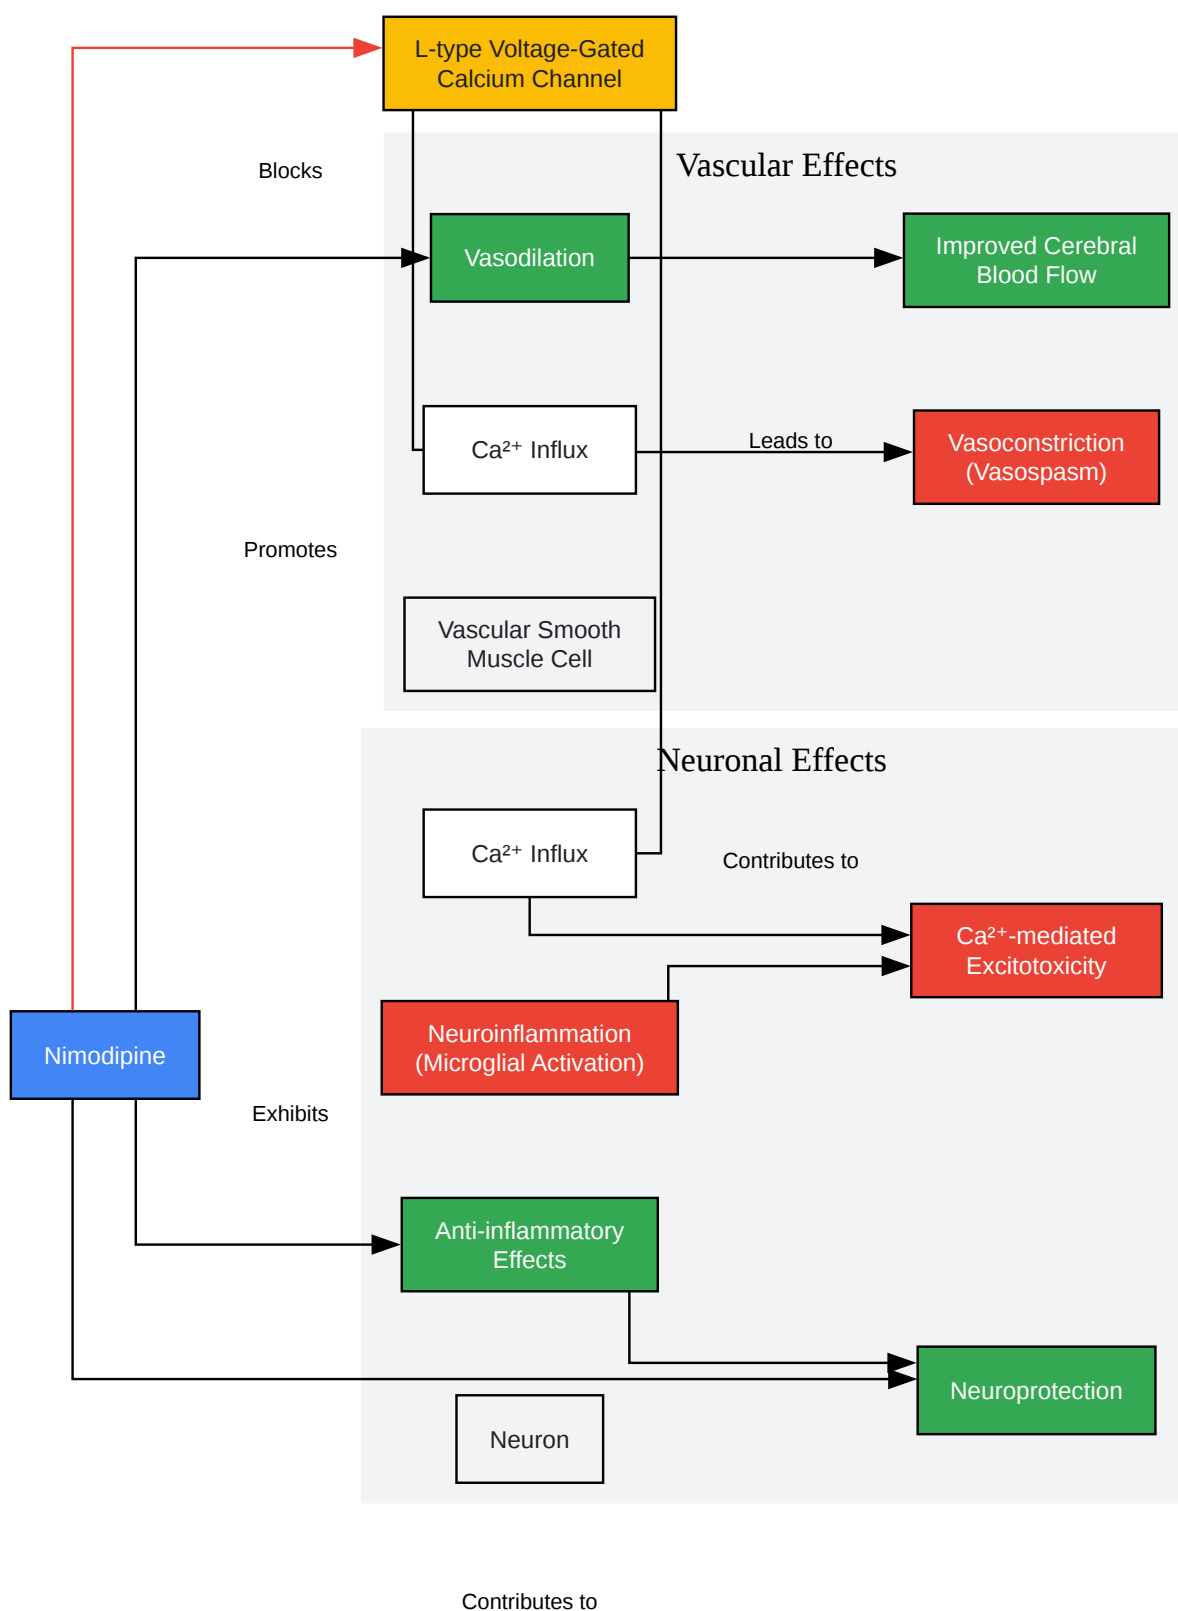 L-type Voltage-Gated
Calcium Channel
Blocks
Vascular Effects
Vasodilation
Improved Cerebral
Blood Flow
Ca²⁺ Influx
Leads to
Vasoconstriction
(Vasospasm)
Promotes
Vascular Smooth
Muscle Cell
Neuronal Effects
Ca²⁺ Influx
Contributes to
Ca²⁺-mediated
Excitotoxicity
Neuroinflammation
(Microglial Activation)
Nimodipine
Exhibits
Anti-inflammatory
Effects
Neuroprotection
Neuron
Contributes to